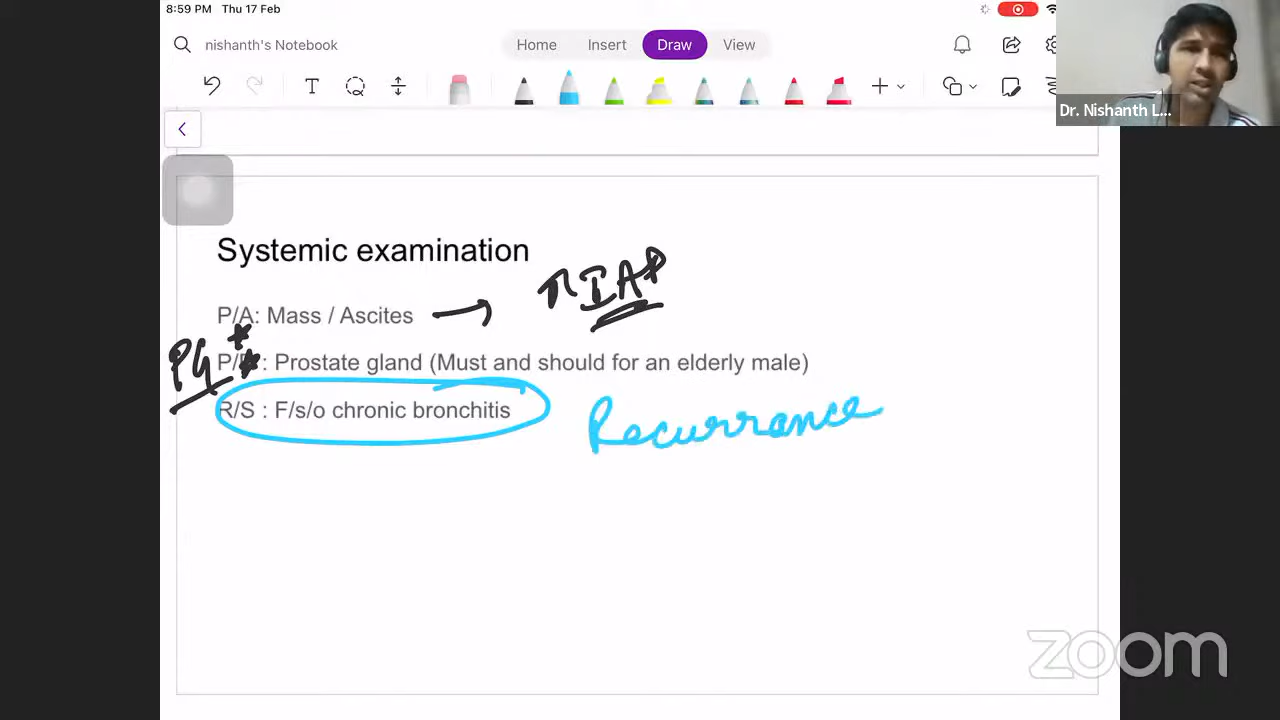 8:59 PM Thu 17 Feb
nishanth's Notebook
Home Insert Draw View
Dr. Nishanth L...
Systemic examination
↑IAP
P/A: Mass / Ascites
PG
P/ : Prostate gland (Must and should for an elderly male)
R/S : F/s/o chronic bronchitis
Recurrance
zoom